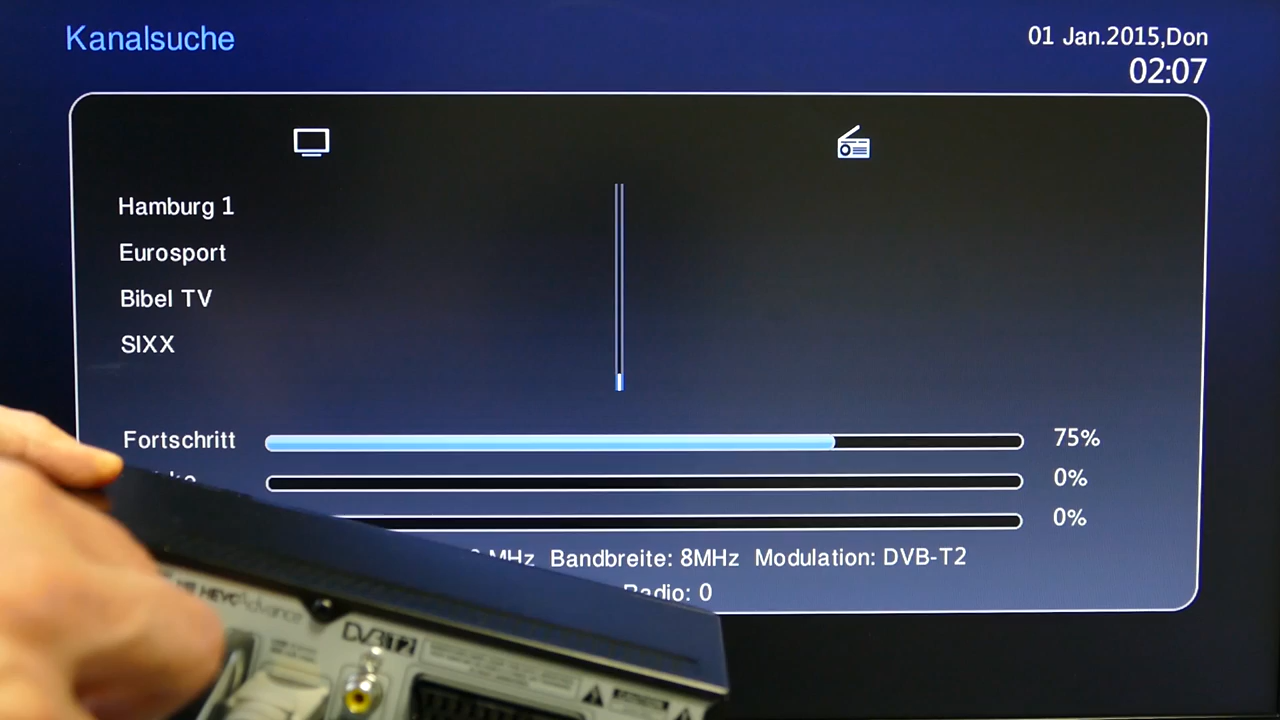 Kanalsuche
01 Jan.2015,Don
02:07
Hamburg 1
Eurosport
Bibel TV
SIXX
Fortschritt 75%
0%
0%
MHz Bandbreite: 8MHz Modulation: DVB-T2
Radio: 0
HEVC Advance
DVB T2